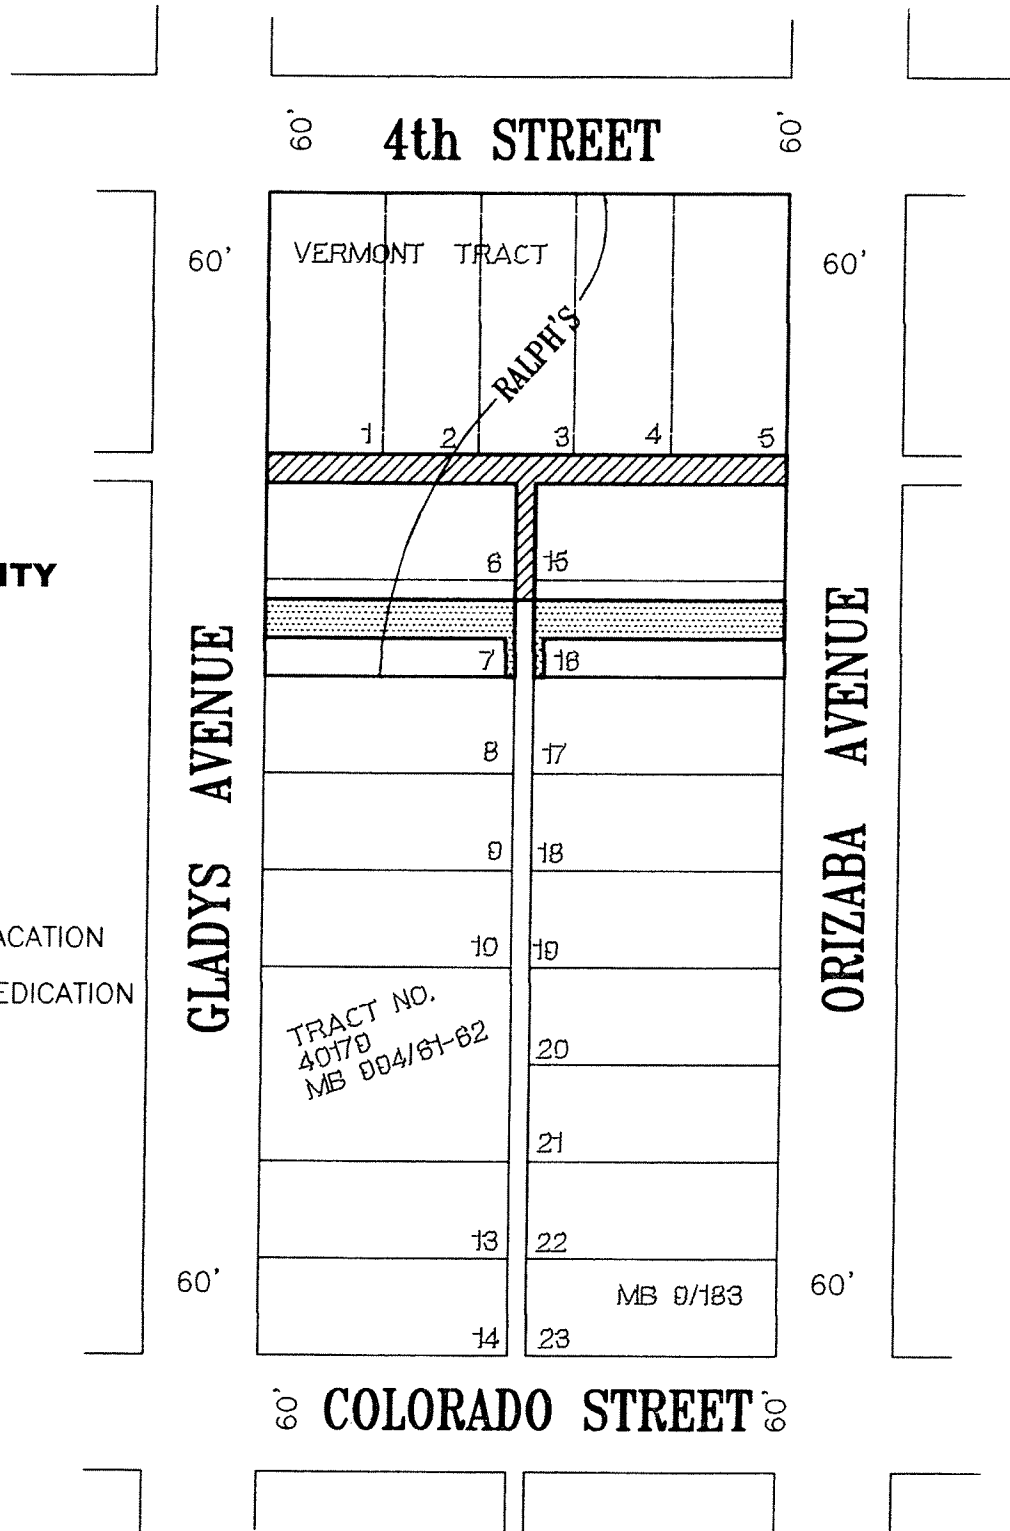 60' 4th STREET 60'
60' VERMONT TRACT 60'
RALPH'S
1 2 3 4 5
6 15
ITY
7 16
GLADYS AVENUE
ORIZABA AVENUE
8 17
9 18
ACATION
10 19
EDICATION
TRACT NO.
40179
MB 994/61-62
20
21
13 22
60' 60'
MB 9/183
14 23
60' COLORADO STREET 60'